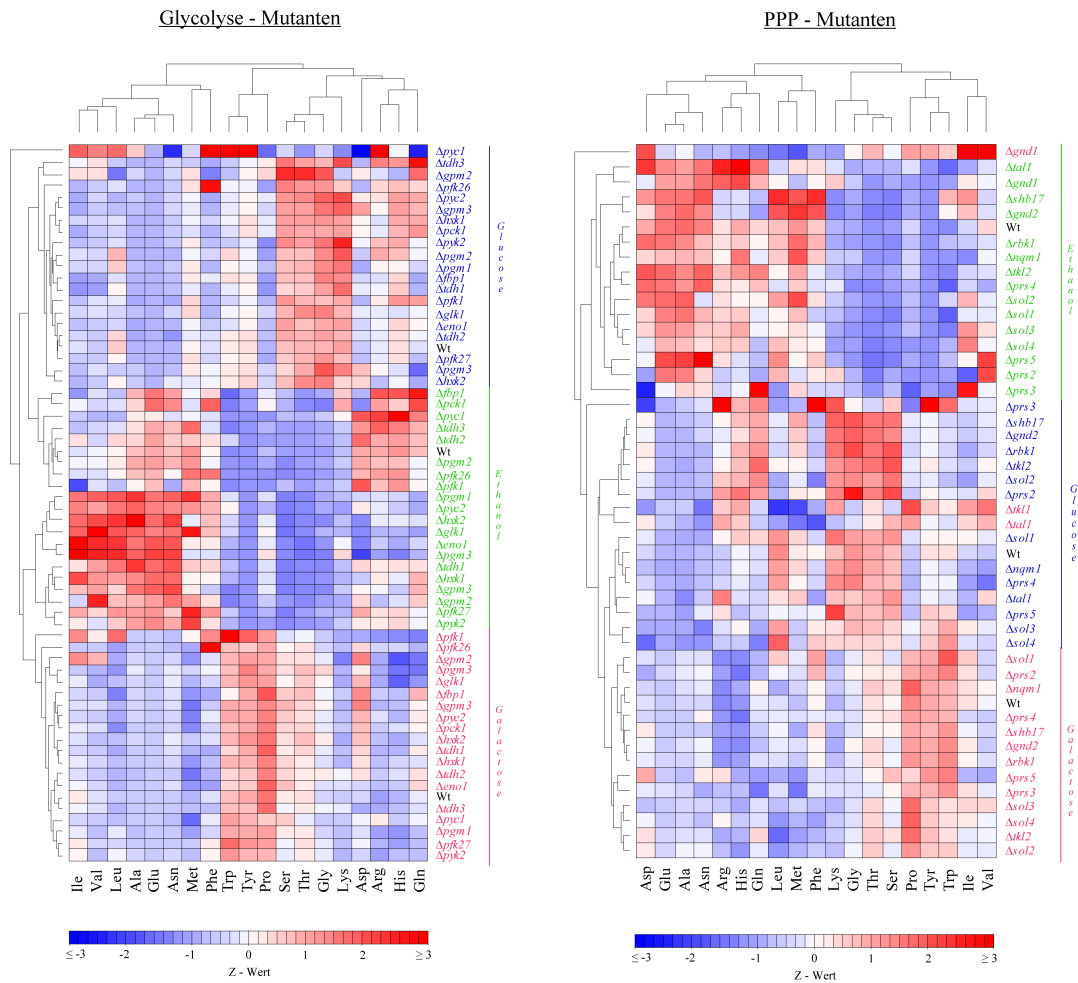 Glycolyse - Mutanten
Δpyc1
Δtdh3
Δgpm2
Δpfk26
Δpyc2
Δgpm3
Δhxk1
Δpck1
Δpyk2
Δpgm2
Δpgm1
Δfbp1
Δtdh1
Δpfk1
Δglk1
Δeno1
Δtdh2
Wt
Δpfk27
Δpgm3
Δhxk2
Δfbp1
Δpck1
Δpyc1
Δtdh3
Δtdh2
Wt
Δpgm2
Δpfk26
Δpfk1
Δpgm1
Δpyc2
Δhxk2
Δglk1
Δeno1
Δpgm3
Δtdh1
Δhxk1
Δgpm3
Δgpm2
Δpfk27
Δpyk2
Δpfk1
Δpfk26
Δgpm2
Δpgm3
Δglk1
Δfbp1
Δgpm3
Δpyc2
Δpck1
Δhxk2
Δtdh1
Δhxk1
Δtdh2
Δeno1
Wt
Δtdh3
Δpyc1
Δpgm1
Δpfk27
Δpyk2
Glucose
Ethanol
Galactose
Ile Val Leu Ala Glu Asn Met Phe Trp Tyr Pro Ser Thr Gly Lys Asp Arg His Gln
≤ -3 -2 -1 0 1 2 ≥ 3
Z - Wert
PPP - Mutanten
Δgnd1
Δtal1
Δgnd1
Δshb17
Δgnd2
Wt
Δrbk1
Δnqm1
Δtkl2
Δprs4
Δsol2
Δsol1
Δsol3
Δsol4
Δprs5
Δprs2
Δprs3
Δprs3
Δshb17
Δgnd2
Δrbk1
Δtkl2
Δsol2
Δprs2
Δtkl1
Δtal1
Δsol1
Wt
Δnqm1
Δprs4
Δtal1
Δprs5
Δsol3
Δsol4
Δsol1
Δprs2
Δnqm1
Wt
Δprs4
Δshb17
Δgnd2
Δrbk1
Δprs5
Δprs3
Δsol3
Δsol4
Δtkl2
Δsol2
Ethanol
Glucose
Galactose
Asp Glu Ala Asn Arg His Gln Leu Met Phe Lys Gly Thr Ser Pro Tyr Trp Ile Val
≤ -3 -2 -1 0 1 2 ≥ 3
Z - Wert